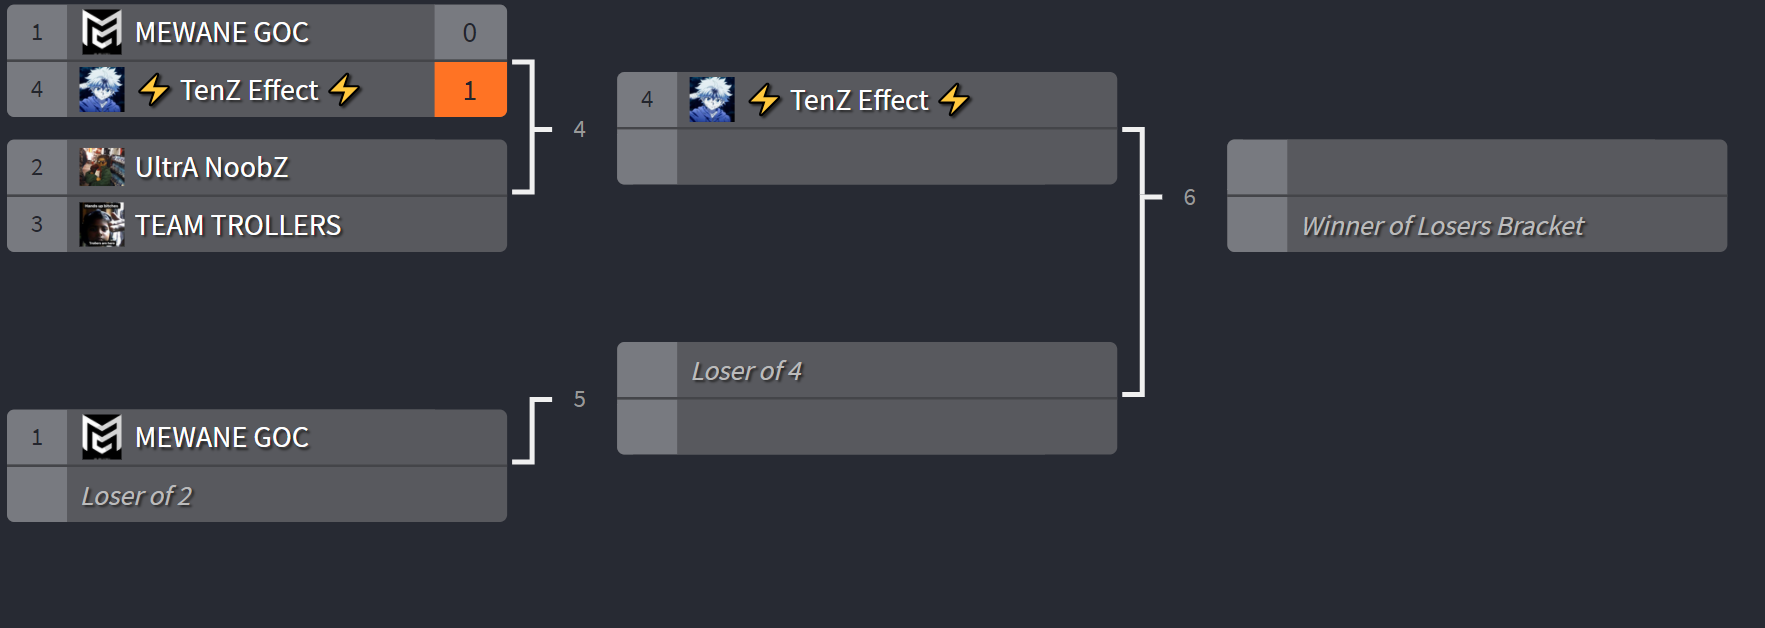 1 MEWANE GOC 0
4 ⚡ TenZ Effect ⚡ 1
2 UltrA NoobZ
3 TEAM TROLLERS
4
4 ⚡ TenZ Effect ⚡
6
Winner of Losers Bracket
1 MEWANE GOC
Loser of 2
5
Loser of 4